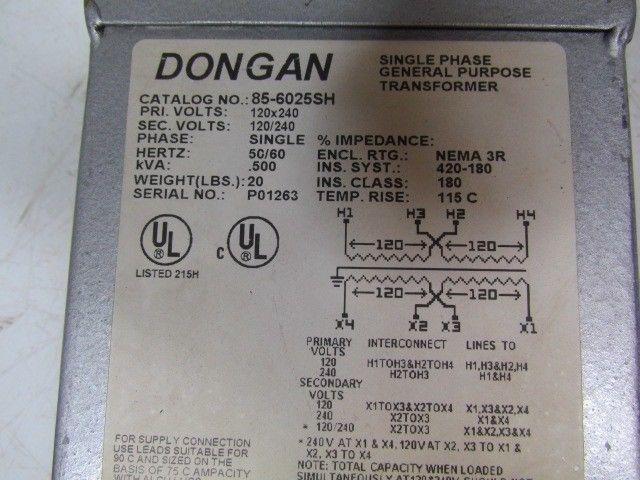 DONGAN
SINGLE PHASE
GENERAL PURPOSE
TRANSFORMER
CATALOG NO.: 85-6025SH
PRI. VOLTS: 120x240
SEC. VOLTS: 120/240
PHASE: SINGLE % IMPEDANCE:
HERTZ: 50/60 ENCL. RTG.: NEMA 3R
kVA: .500 INS. SYST.: 420-180
WEIGHT(LBS.): 20 INS. CLASS: 180
SERIAL NO.: P01263 TEMP. RISE: 115 C
UL ®
LISTED 215H
C UL ®
H1 H3 H2 H4
120 120
120 120
X4 X2 X3 X1
PRIMARY INTERCONNECT LINES TO
VOLTS
120 H1TOH3&H2TOH4 H1,H3&H2,H4
240 H2TOH3 H1&H4
SECONDARY
VOLTS
120 X1TOX3&X2TOX4 X1,X3&X2,X4
240 X2TOX3 X1&X4
* 120/240 X2TOX3 X1&X2,X3&X4
* 240V AT X1 & X4, 120V AT X2, X3 TO X1 &
X2, X3 TO X4
NOTE: TOTAL CAPACITY WHEN LOADED
SIMULTANEOUSLY AT 120&240V SHOULD NOT
FOR SUPPLY CONNECTION
USE LEADS SUITABLE FOR
90 C AND SIZED ON THE
BASIS OF 75 C AMPACITY